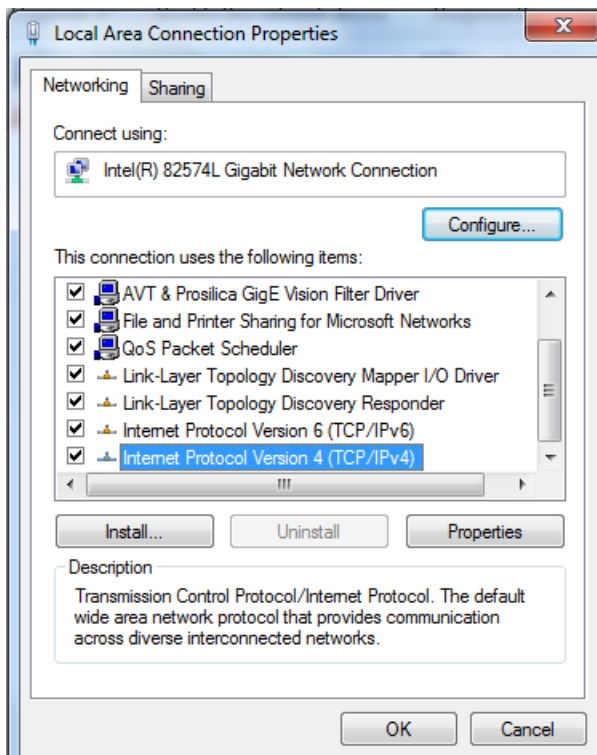 Local Area Connection Properties
Networking
Sharing
Connect using:
Intel(R) 82574L Gigabit Network Connection
Configure...
This connection uses the following items:
AVT & Prosilica GigE Vision Filter Driver
File and Printer Sharing for Microsoft Networks
QoS Packet Scheduler
Link-Layer Topology Discovery Mapper I/O Driver
Link-Layer Topology Discovery Responder
Internet Protocol Version 6 (TCP/IPv6)
Internet Protocol Version 4 (TCP/IPv4)
Install...
Uninstall
Properties
Description
Transmission Control Protocol/Internet Protocol. The default
wide area network protocol that provides communication
across diverse interconnected networks.
OK
Cancel